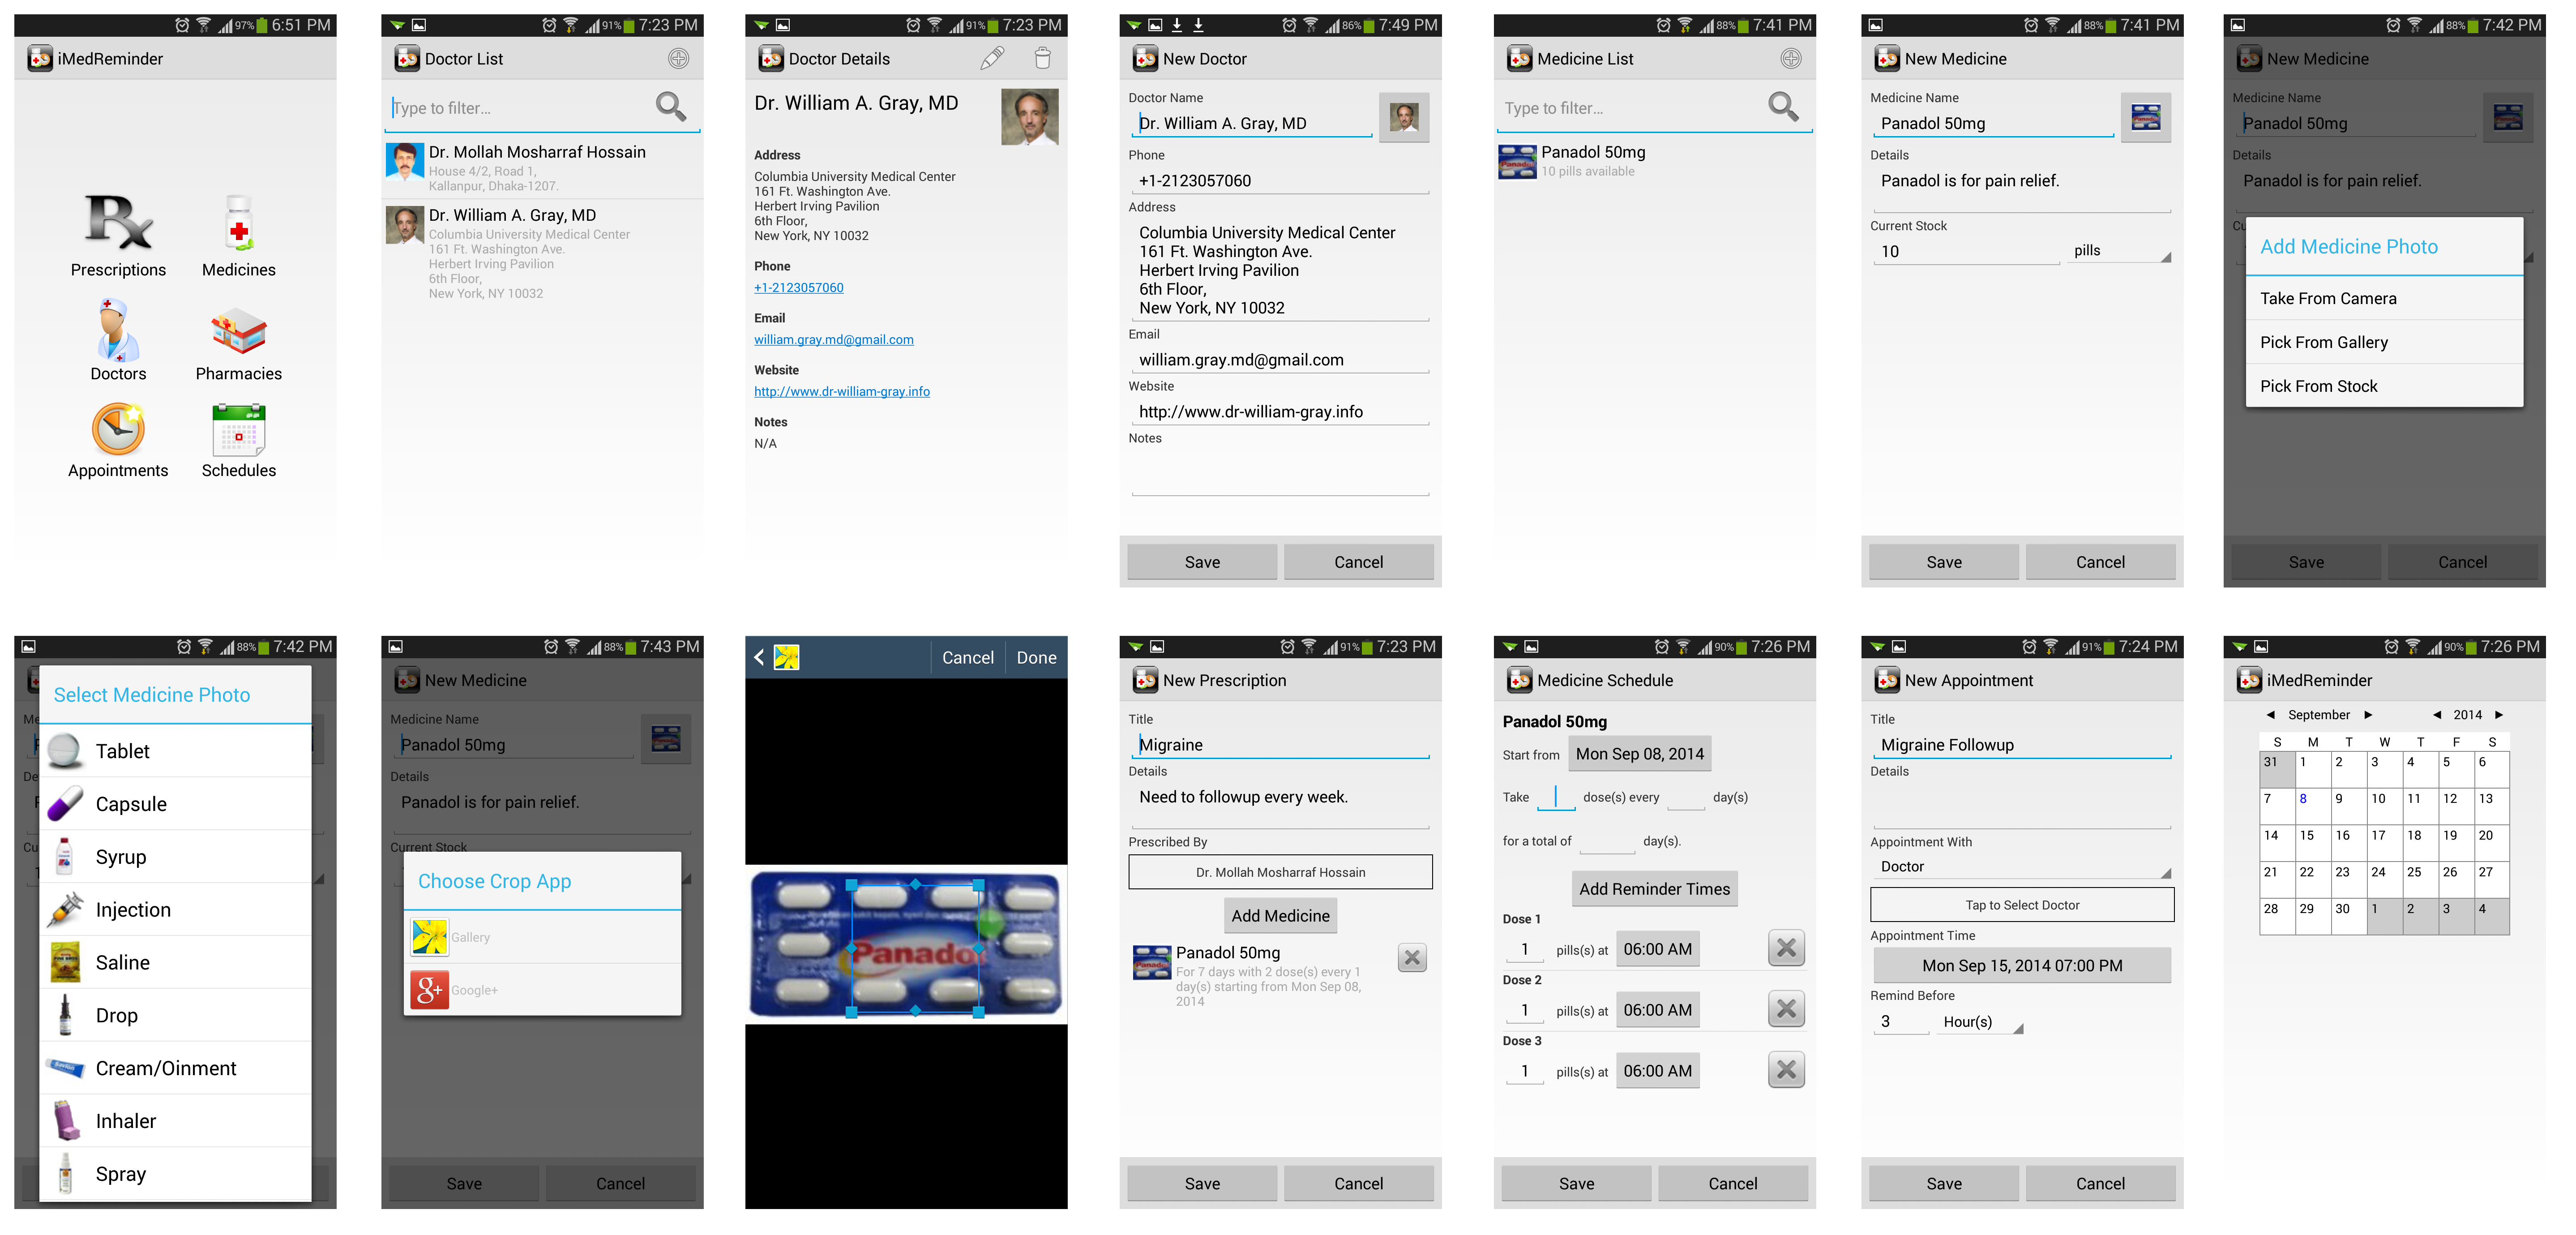 97% 6:51 PM
iMedReminder
Prescriptions
Medicines
Doctors
Pharmacies
Appointments
Schedules
91% 7:23 PM
Doctor List
Type to filter...
Dr. Mollah Mosharraf Hossain
House 4/2, Road 1,
Kallanpur, Dhaka-1207.
Dr. William A. Gray, MD
Columbia University Medical Center
161 Ft. Washington Ave.
Herbert Irving Pavilion
6th Floor,
New York, NY 10032
91% 7:23 PM
Doctor Details
Dr. William A. Gray, MD
Address
Columbia University Medical Center
161 Ft. Washington Ave.
Herbert Irving Pavilion
6th Floor,
New York, NY 10032
Phone
+1-2123057060
Email
william.gray.md@gmail.com
Website
http://www.dr-william-gray.info
Notes
N/A
86% 7:49 PM
New Doctor
Doctor Name
Dr. William A. Gray, MD
Phone
+1-2123057060
Address
Columbia University Medical Center
161 Ft. Washington Ave.
Herbert Irving Pavilion
6th Floor,
New York, NY 10032
Email
william.gray.md@gmail.com
Website
http://www.dr-william-gray.info
Notes
Save Cancel
88% 7:41 PM
Medicine List
Type to filter...
Panadol 50mg
10 pills available
88% 7:41 PM
New Medicine
Medicine Name
Panadol 50mg
Details
Panadol is for pain relief.
Current Stock
10 pills
Save Cancel
88% 7:42 PM
New Medicine
Medicine Name
Panadol 50mg
Details
Panadol is for pain relief.
Cu
Add Medicine Photo
Take From Camera
Pick From Gallery
Pick From Stock
Save Cancel
88% 7:42 PM
Me
De
Cu
Select Medicine Photo
Tablet
Capsule
Syrup
Injection
Saline
Drop
Cream/Oinment
Inhaler
Spray
88% 7:43 PM
New Medicine
Medicine Name
Panadol 50mg
Details
Panadol is for pain relief.
Current Stock
Choose Crop App
Gallery
Google+
Save Cancel
Cancel Done
Panadol
91% 7:23 PM
New Prescription
Title
Migraine
Details
Need to followup every week.
Prescribed By
Dr. Mollah Mosharraf Hossain
Add Medicine
Panadol 50mg
For 7 days with 2 dose(s) every 1
day(s) starting from Mon Sep 08,
2014
Save Cancel
90% 7:26 PM
Medicine Schedule
Panadol 50mg
Start from Mon Sep 08, 2014
Take dose(s) every day(s)
for a total of day(s).
Add Reminder Times
Dose 1
1 pills(s) at 06:00 AM
Dose 2
1 pills(s) at 06:00 AM
Dose 3
1 pills(s) at 06:00 AM
Save Cancel
91% 7:24 PM
New Appointment
Title
Migraine Followup
Details
Appointment With
Doctor
Tap to Select Doctor
Appointment Time
Mon Sep 15, 2014 07:00 PM
Remind Before
3 Hour(s)
Save Cancel
90% 7:26 PM
iMedReminder
September 2014
S M T W T F S
31 1 2 3 4 5 6
7 8 9 10 11 12 13
14 15 16 17 18 19 20
21 22 23 24 25 26 27
28 29 30 1 2 3 4